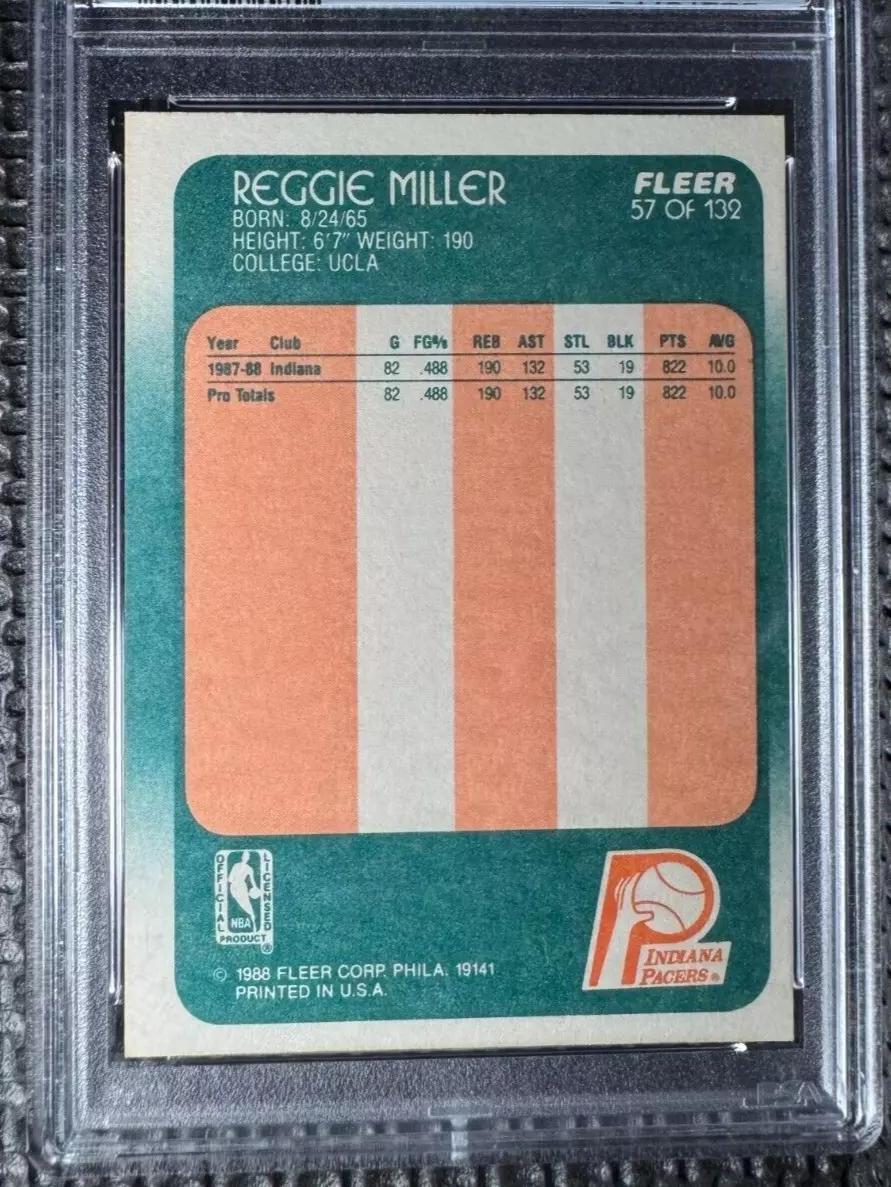 REGGIE MILLER
BORN: 8/24/65
HEIGHT: 6'7" WEIGHT: 190
COLLEGE: UCLA
FLEER
57 OF 132
Year Club G FG% REB AST STL BLK PTS AVG
1987-88 Indiana 82 .488 190 132 53 19 822 10.0
Pro Totals 82 .488 190 132 53 19 822 10.0
OFFICIAL
LICENSED
NBA
PRODUCT
®
INDIANA
PACERS®
© 1988 FLEER CORP. PHILA. 19141
PRINTED IN U.S.A.
PSA